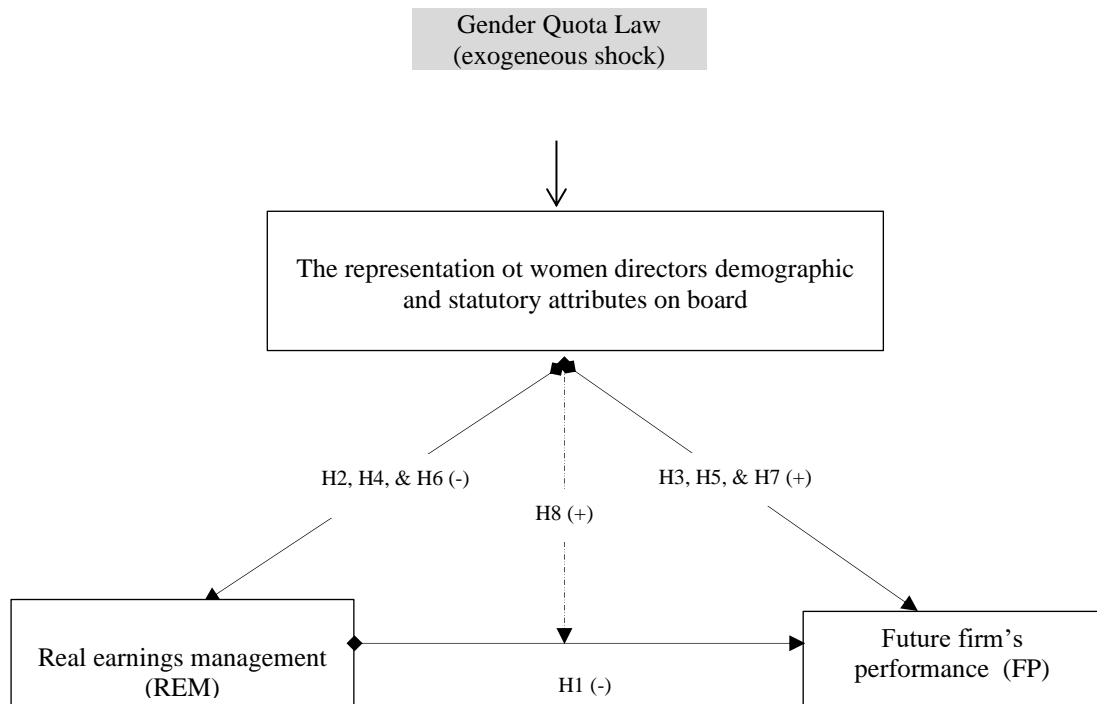 Gender Quota Law
(exogeneous shock)
The representation ot women directors demographic
and statutory attributes on board
H2, H4, & H6 (-)
H3, H5, & H7 (+)
H8 (+)
Real earnings management
(REM)
Future firm’s
performance (FP)
H1 (-)